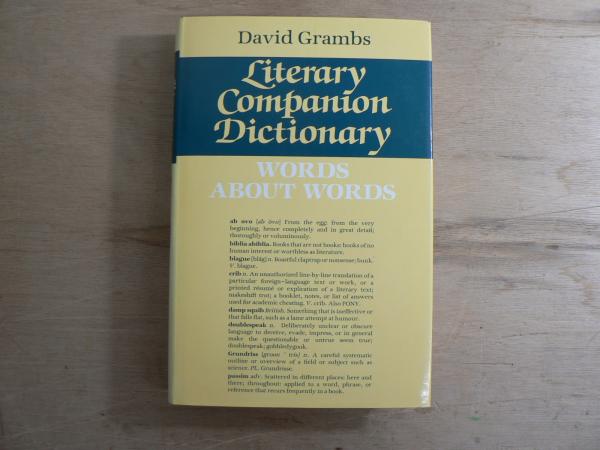 David Grambs
Literary
Companion
Dictionary
WORDS
ABOUT WORDS
ab ovo [ab ōvō] From the egg: from the very
beginning, hence completely and in great detail;
thoroughly or voluminously.
biblia abiblia. Books that are not books: books of no
human interest or worthless as literature.
blague [blāg] n. Boastful claptrap or nonsense; bunk.
V. blague.
crib n. An unauthorized line-by-line translation of a
particular foreign-language text or work, or a
printed résumé or explication of a literary text;
makeshift trot; a booklet, notes, or list of answers
used for academic cheating. V. crib. Also PONY.
damp squib British. Something that is ineffective or
that falls flat, such as a lame attempt at humour.
doublespeak n. Deliberately unclear or obscure
language to deceive, evade, impress, or in general
make the questionable or untrue seem true;
doublespeak; gobbledygook.
Grundriss n. A careful systematic
outline or overview of a field or subject such as
science. PL. Grundrisse.
passim adv. Scattered in different places: here and
there; throughout: applied to a word, phrase, or
reference that recurs frequently in a book.